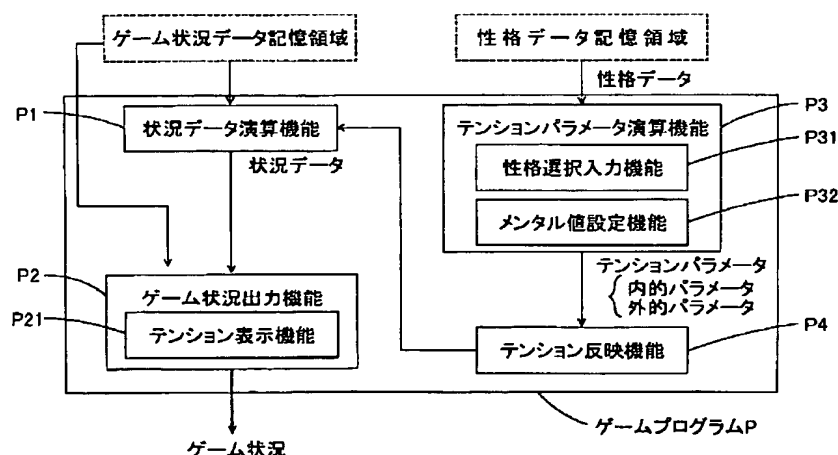 ゲーム状況データ記憶領域
性格データ記憶領域
性格データ
P1
状況データ演算機能
状況データ
P3
テンションパラメータ演算機能
P31
性格選択入力機能
P32
メンタル値設定機能
テンションパラメータ
内的パラメータ
外的パラメータ
P2
ゲーム状況出力機能
P21
テンション表示機能
P4
テンション反映機能
ゲームプログラムP
ゲーム状況